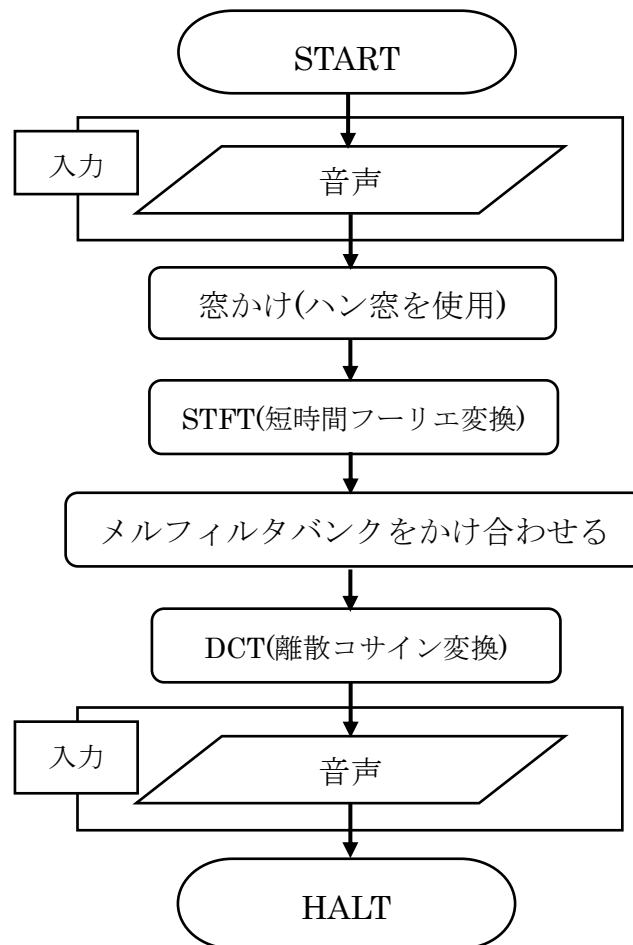 START
入力
音声
窓かけ(ハン窓を使用)
STFT(短時間フーリエ変換)
メルフィルタバンクをかけ合わせる
DCT(離散コサイン変換)
入力
音声
HALT